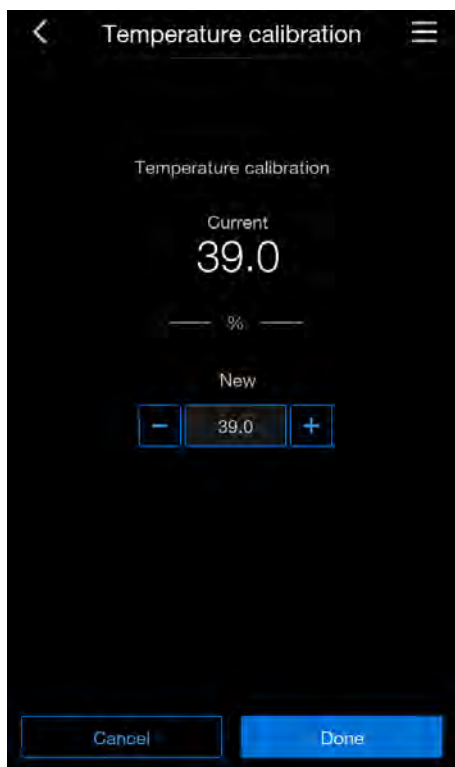 Temperature calibration
Temperature calibration
Current
39.0
%
New
− 39.0 +
Cancel Done